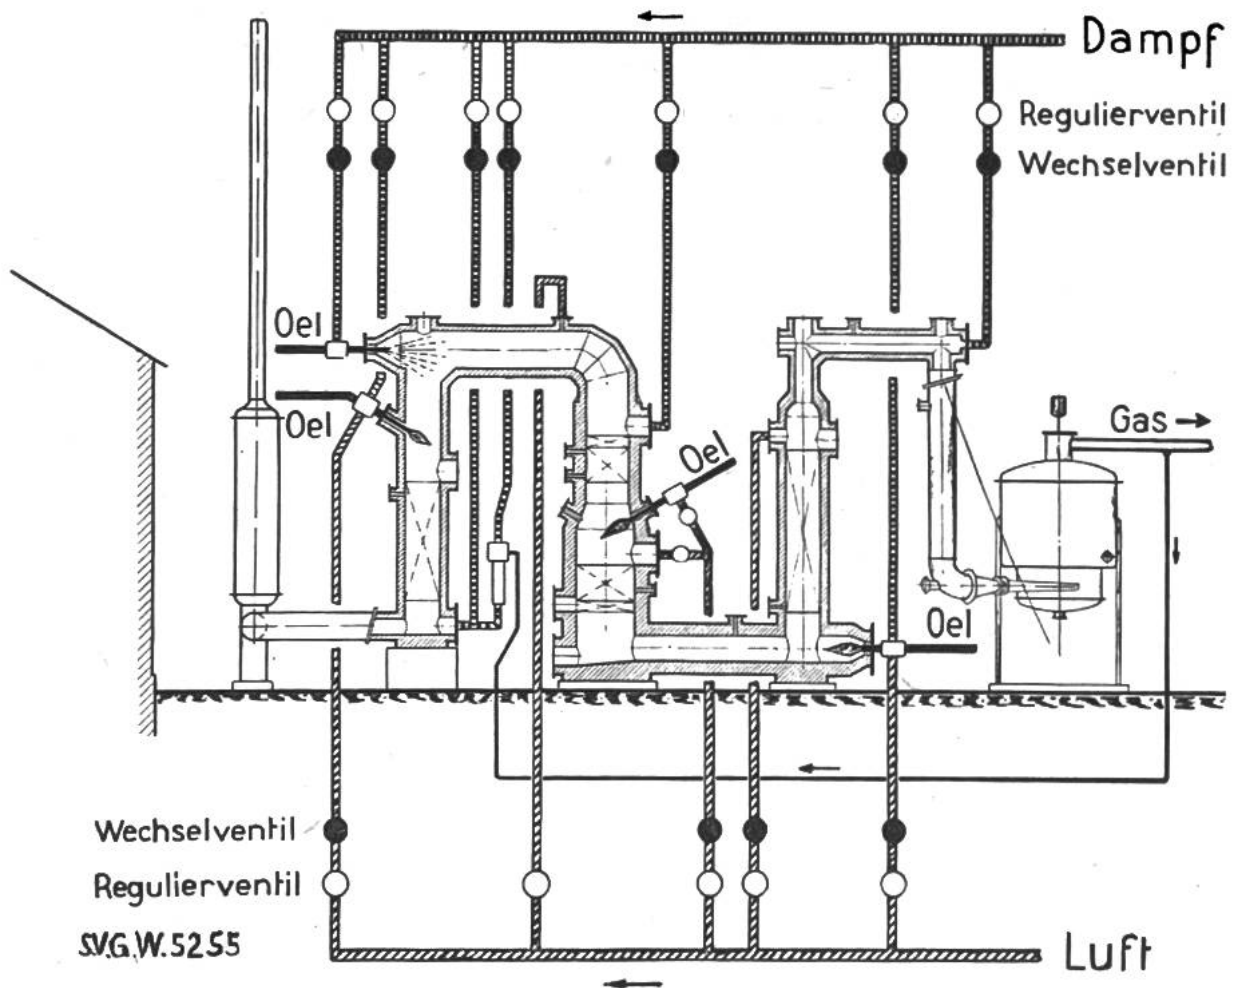 Dampf
Regulierventil
Wechselventil
Oel
Oel
Gas
Oel
Oel
Wechselventil
Regulierventil
S.V.G.W. 5255
Luft